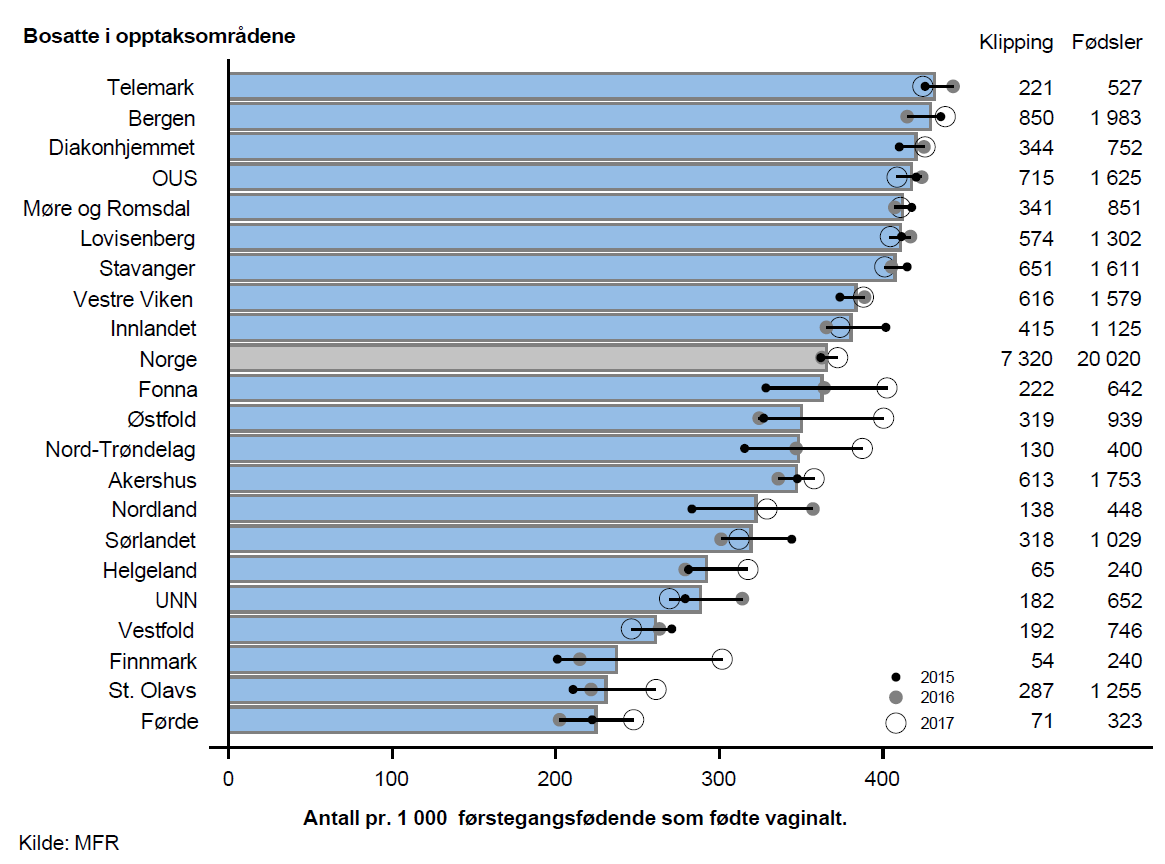 Bosatte i opptaksområdene
Klipping Fødsler
Telemark 221 527
Bergen 850 1 983
Diakonhjemmet 344 752
OUS 715 1 625
Møre og Romsdal 341 851
Lovisenberg 574 1 302
Stavanger 651 1 611
Vestre Viken 616 1 579
Innlandet 415 1 125
Norge 7 320 20 020
Fonna 222 642
Østfold 319 939
Nord-Trøndelag 130 400
Akershus 613 1 753
Nordland 138 448
Sørlandet 318 1 029
Helgeland 65 240
UNN 182 652
Vestfold 192 746
Finnmark 54 240
St. Olavs 287 1 255
Førde 71 323
2015
2016
2017
0 100 200 300 400
Antall pr. 1 000 førstegangsfødende som fødte vaginalt.
Kilde: MFR